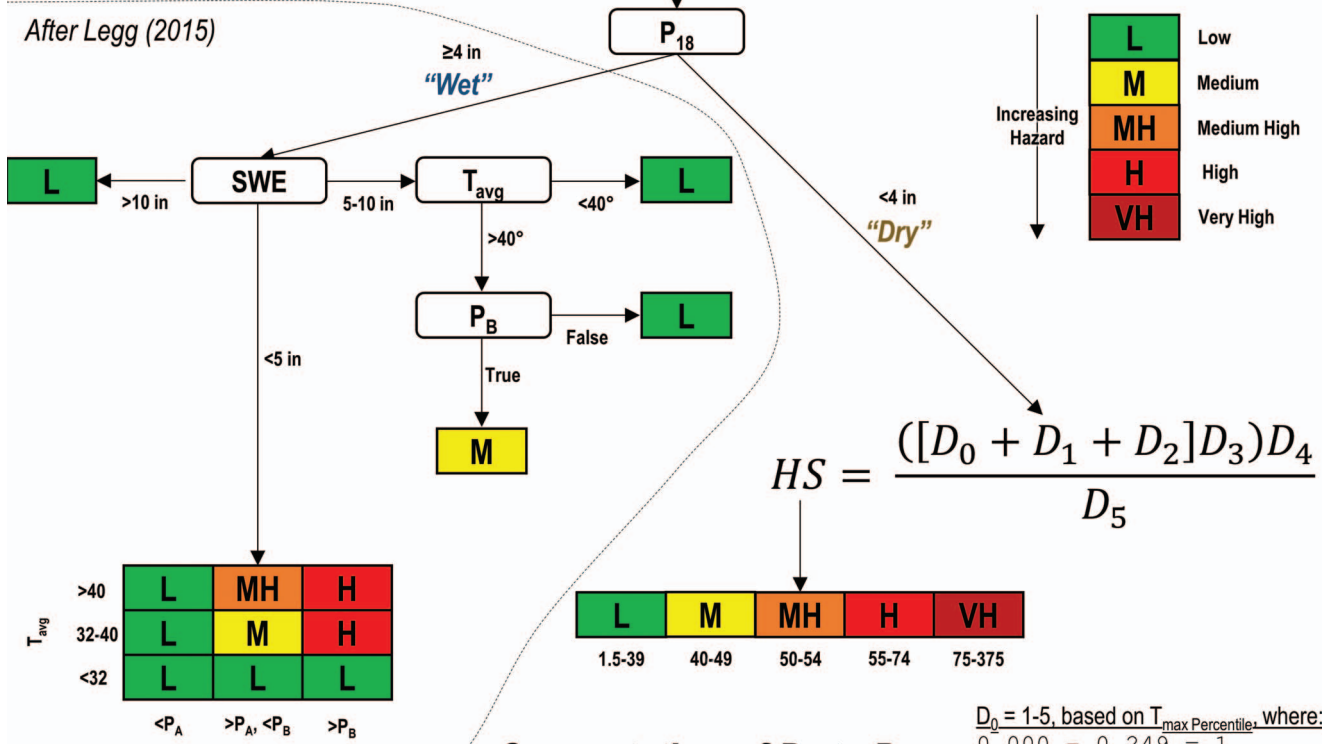 After Legg (2015)
P18
≥4 in
"Wet"
<4 in
"Dry"
Increasing
Hazard
L Low
M Medium
MH Medium High
H High
VH Very High
L
>10 in
SWE
5-10 in
Tavg
<40°
L
>40°
PB
False
L
True
M
<5 in
HS = ([D0 + D1 + D2]D3)D4 / D5
L M MH H VH
1.5-39 40-49 50-54 55-74 75-375
Tavg
>40 L MH H
32-40 L M H
<32 L L L
<PA >PA, <PB >PB
D0 = 1-5, based on Tmax Percentile, where: